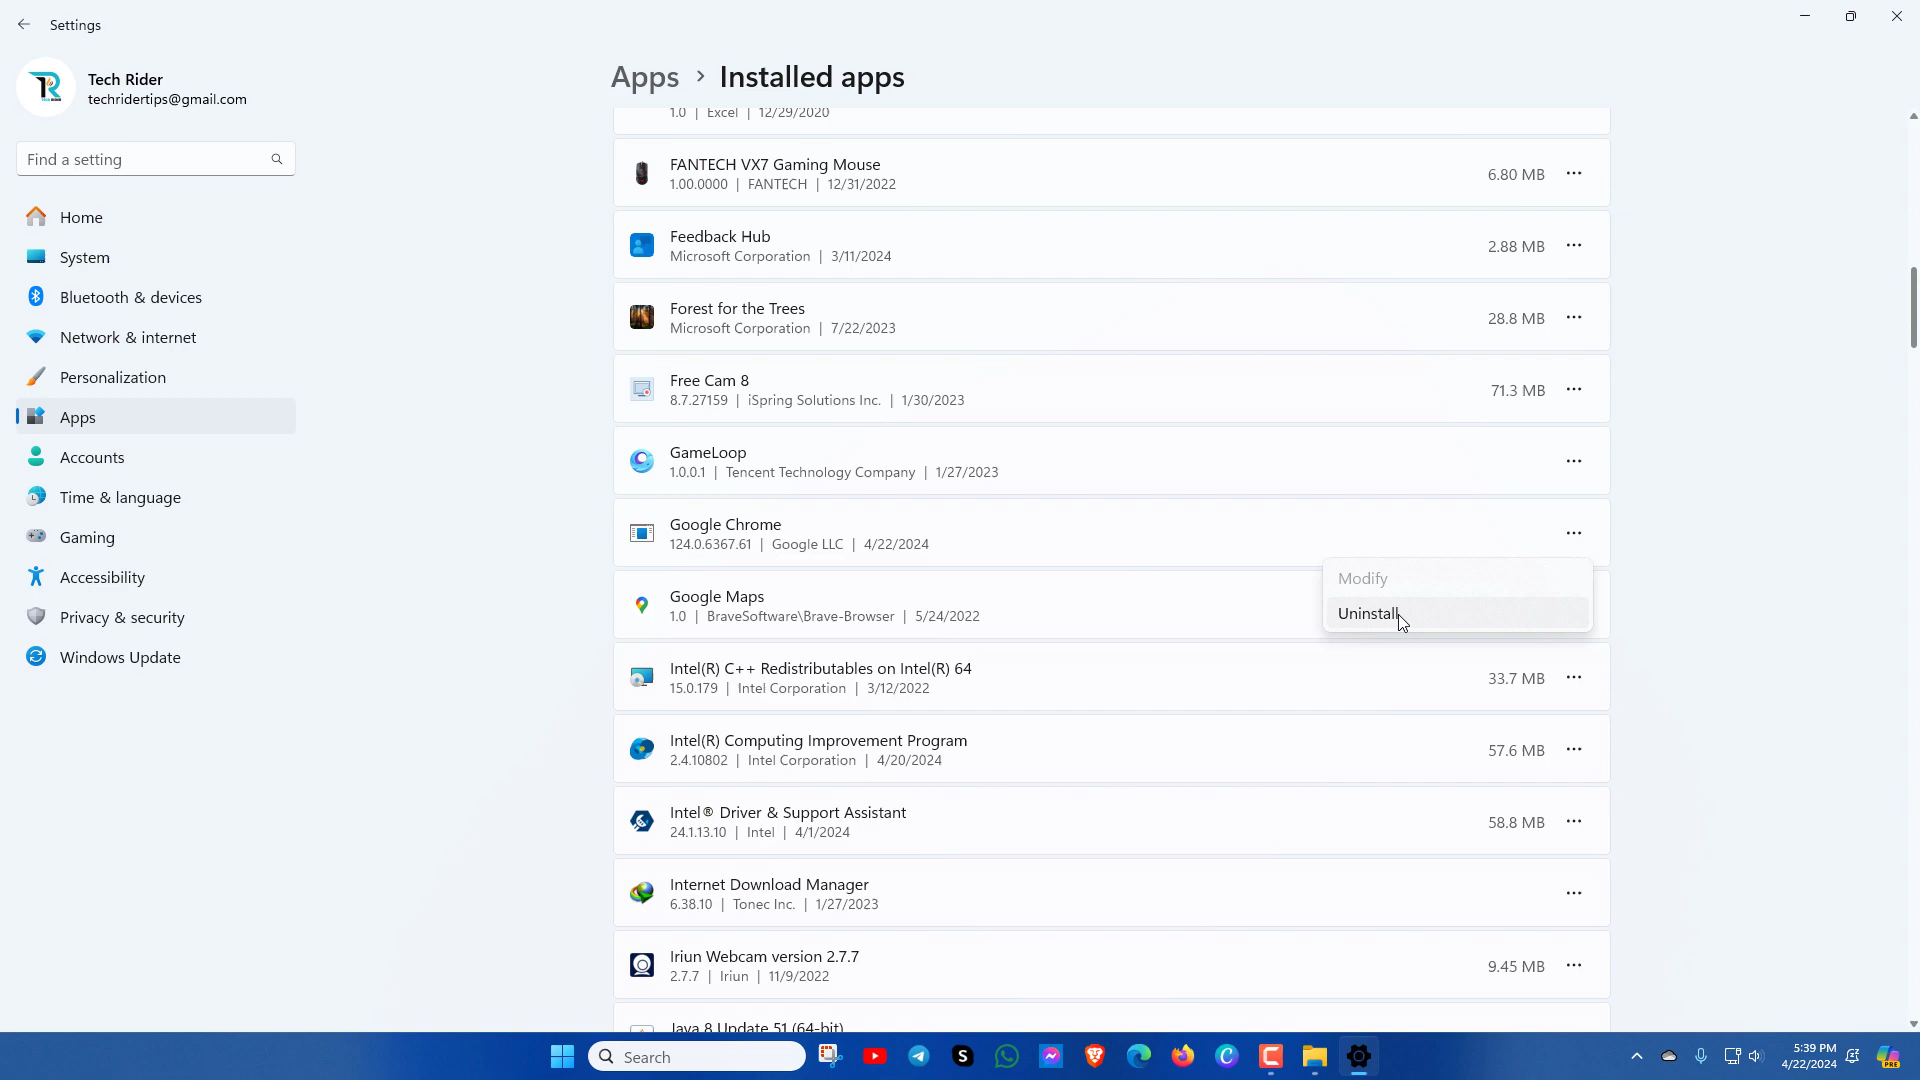 Settings
Tech Rider
techridertips@gmail.com
Find a setting
Home
System
Bluetooth & devices
Network & internet
Personalization
Apps
Accounts
Time & language
Gaming
Accessibility
Privacy & security
Windows Update
Apps > Installed apps
1.0 | Excel | 12/29/2020
FANTECH VX7 Gaming Mouse
1.00.0000 | FANTECH | 12/31/2022
6.80 MB
Feedback Hub
Microsoft Corporation | 3/11/2024
2.88 MB
Forest for the Trees
Microsoft Corporation | 7/22/2023
28.8 MB
Free Cam 8
8.7.27159 | iSpring Solutions Inc. | 1/30/2023
71.3 MB
GameLoop
1.0.0.1 | Tencent Technology Company | 1/27/2023
Google Chrome
124.0.6367.61 | Google LLC | 4/22/2024
Modify
Uninstall
Google Maps
1.0 | BraveSoftware\Brave-Browser | 5/24/2022
Intel(R) C++ Redistributables on Intel(R) 64
15.0.179 | Intel Corporation | 3/12/2022
33.7 MB
Intel(R) Computing Improvement Program
2.4.10802 | Intel Corporation | 4/20/2024
57.6 MB
Intel® Driver & Support Assistant
24.1.13.10 | Intel | 4/1/2024
58.8 MB
Internet Download Manager
6.38.10 | Tonec Inc. | 1/27/2023
Iriun Webcam version 2.7.7
2.7.7 | Iriun | 11/9/2022
9.45 MB
Java 8 Update 51 (64-bit)
Search
5:39 PM
4/22/2024
PRE